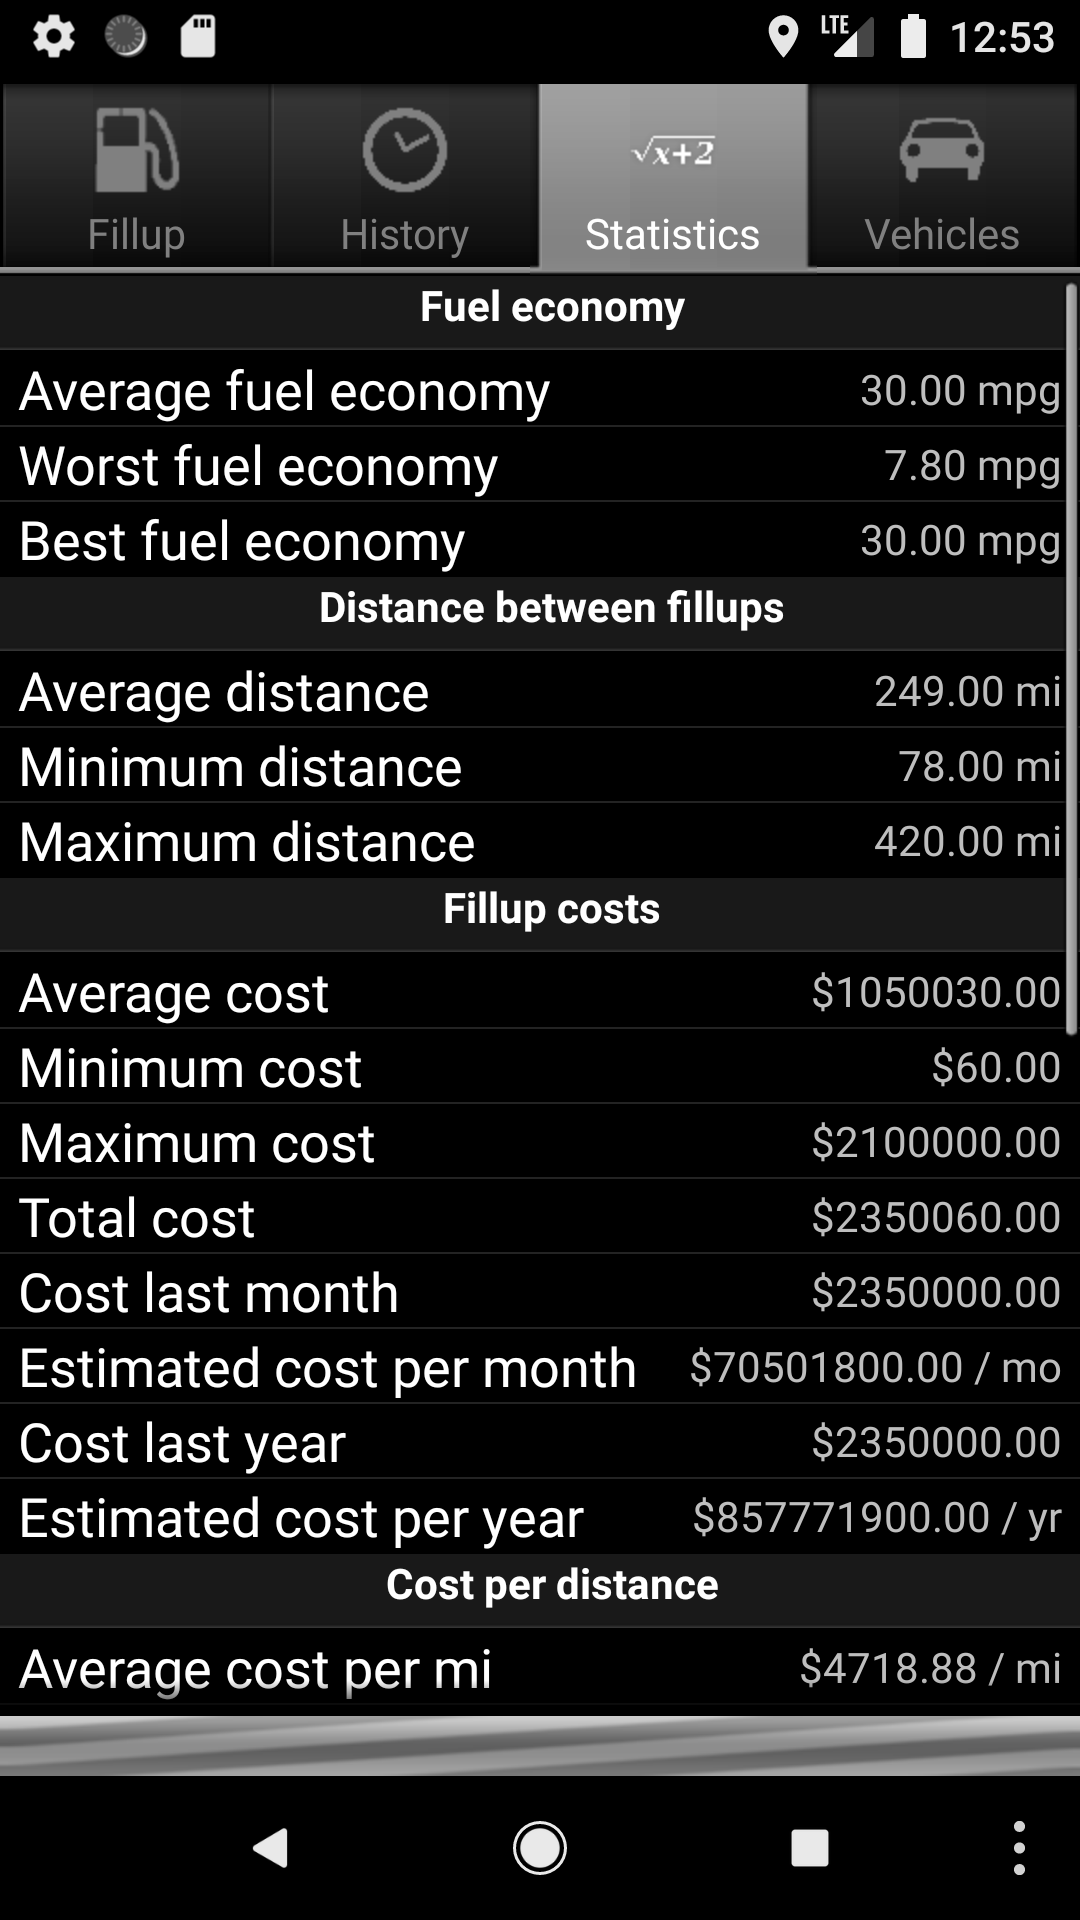 LTE 12:53
√x+2
Fillup History Statistics Vehicles
Fuel economy
Average fuel economy 30.00 mpg
Worst fuel economy 7.80 mpg
Best fuel economy 30.00 mpg
Distance between fillups
Average distance 249.00 mi
Minimum distance 78.00 mi
Maximum distance 420.00 mi
Fillup costs
Average cost $1050030.00
Minimum cost $60.00
Maximum cost $2100000.00
Total cost $2350060.00
Cost last month $2350000.00
Estimated cost per month $70501800.00 / mo
Cost last year $2350000.00
Estimated cost per year $857771900.00 / yr
Cost per distance
Average cost per mi $4718.88 / mi